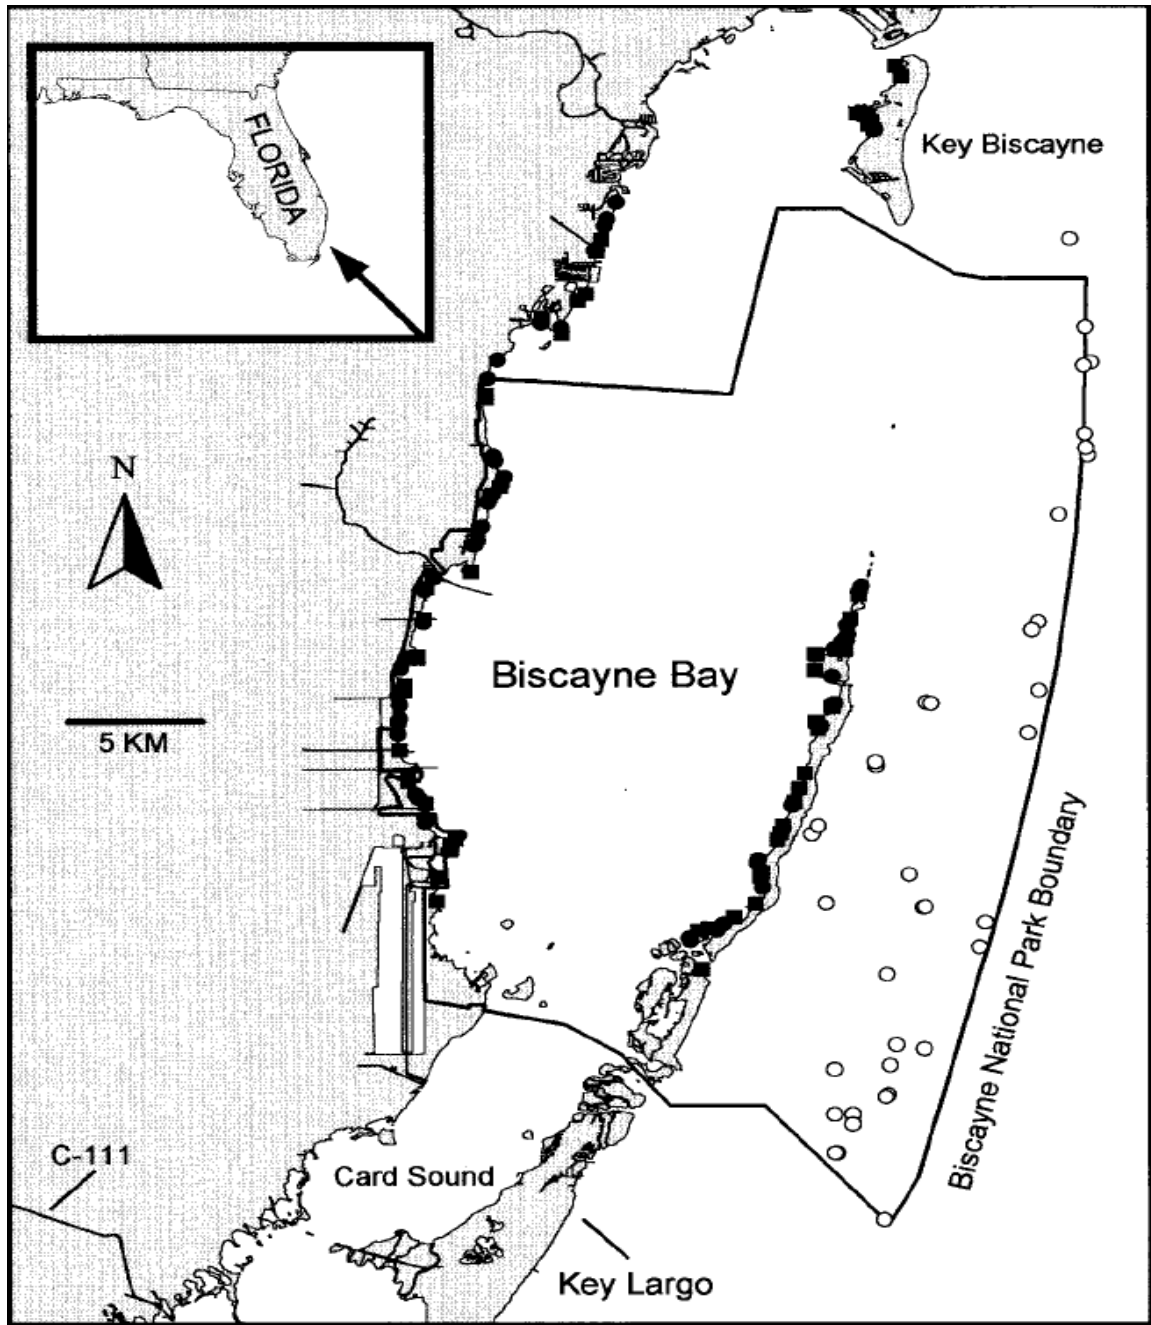 FLORIDA
Key Biscayne
N
Biscayne Bay
5 KM
Biscayne National Park Boundary
C-111
Card Sound
Key Largo